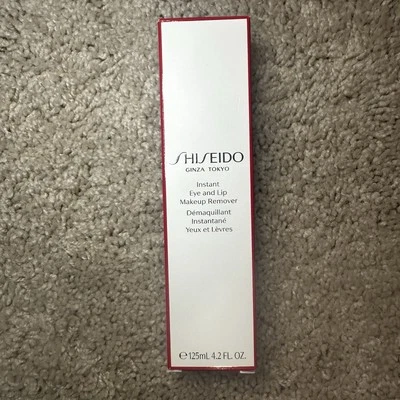 SHISEIDO
GINZA TOKYO
Instant
Eye and Lip
Makeup Remover
Démaquillant
Instantané
Yeux et Lèvres
℮ 125mL 4.2 FL. OZ.